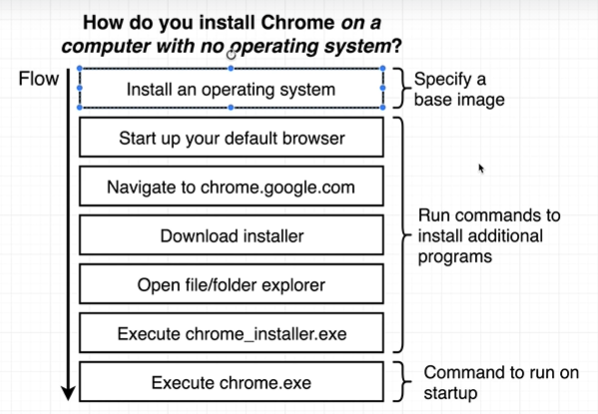 How do you install Chrome on a
computer with no operating system?
Flow
Install an operating system
Specify a
base image
Start up your default browser
Navigate to chrome.google.com
Download installer
Open file/folder explorer
Execute chrome_installer.exe
Run commands to
install additional
programs
Execute chrome.exe
Command to run on
startup